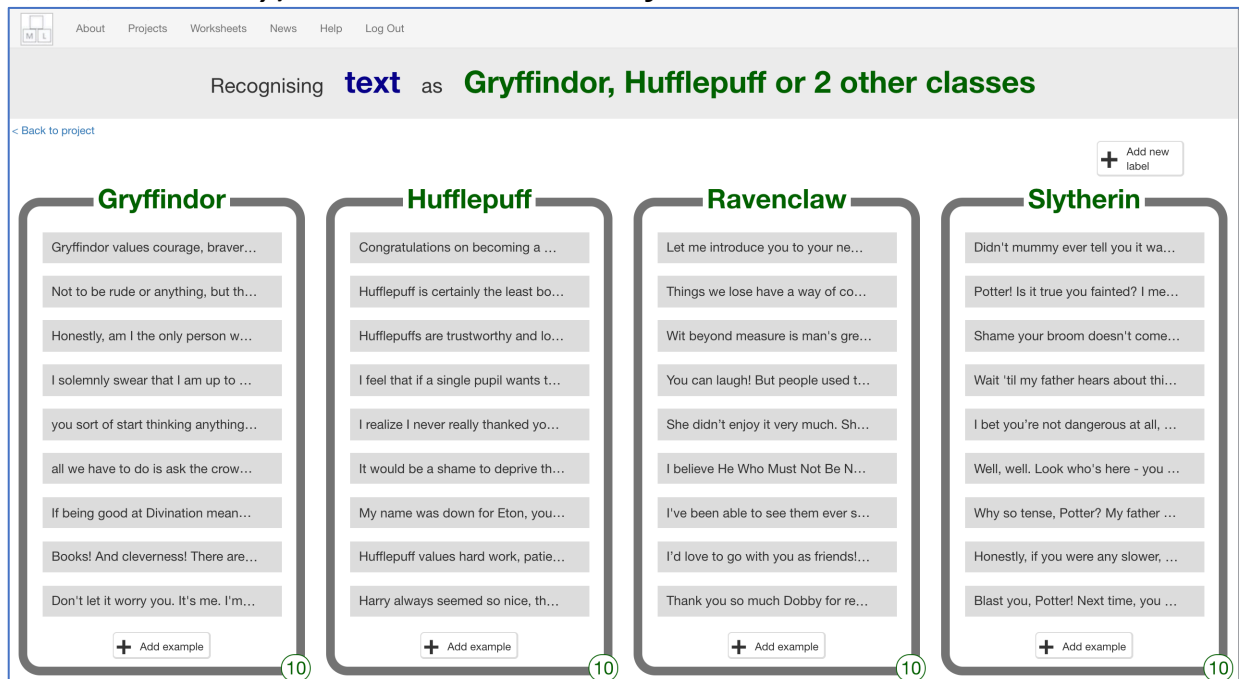 M L
About Projects Worksheets News Help Log Out
Recognising text as Gryffindor, Hufflepuff or 2 other classes
< Back to project
+ Add new label
Gryffindor
Gryffindor values courage, braver…
Not to be rude or anything, but th…
Honestly, am I the only person w…
I solemnly swear that I am up to …
you sort of start thinking anything…
all we have to do is ask the crow…
If being good at Divination mean…
Books! And cleverness! There are…
Don't let it worry you. It's me. I'm…
+ Add example
10
Hufflepuff
Congratulations on becoming a …
Hufflepuff is certainly the least bo…
Hufflepuffs are trustworthy and lo…
I feel that if a single pupil wants t…
I realize I never really thanked yo…
It would be a shame to deprive th…
My name was down for Eton, you…
Hufflepuff values hard work, patie…
Harry always seemed so nice, th…
+ Add example
10
Ravenclaw
Let me introduce you to your ne…
Things we lose have a way of co…
Wit beyond measure is man's gre…
You can laugh! But people used t…
She didn’t enjoy it very much. Sh…
I believe He Who Must Not Be N…
I've been able to see them ever s…
I’d love to go with you as friends!…
Thank you so much Dobby for re…
+ Add example
10
Slytherin
Didn't mummy ever tell you it wa…
Potter! Is it true you fainted? I me…
Shame your broom doesn't come…
Wait 'til my father hears about thi…
I bet you’re not dangerous at all, …
Well, well. Look who's here - you …
Why so tense, Potter? My father …
Honestly, if you were any slower, …
Blast you, Potter! Next time, you …
+ Add example
10